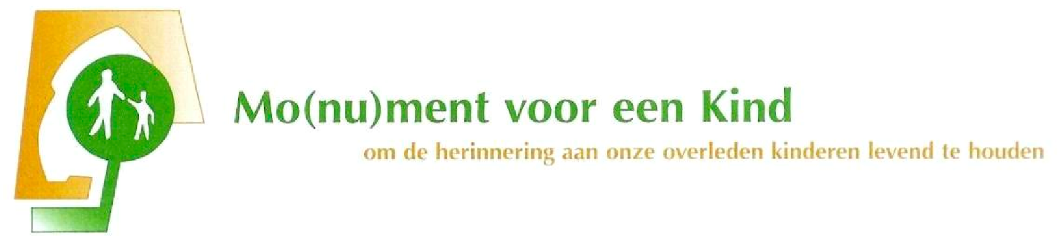 Mo(nu)ment voor een Kind
om de herinnering aan onze overleden kinderen levend te houden